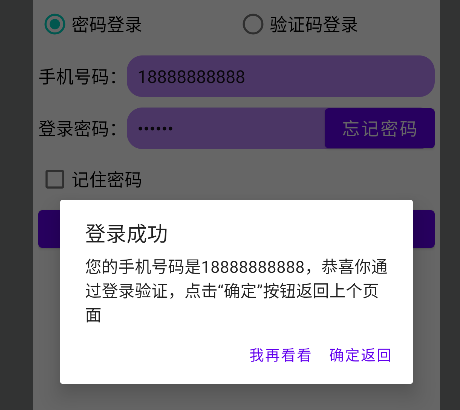 密码登录 验证码登录
手机号码： 18888888888
登录密码： •••••• 忘记密码
记住密码
登录成功
您的手机号码是18888888888，恭喜你通
过登录验证，点击“确定”按钮返回上个页
面
我再看看 确定返回